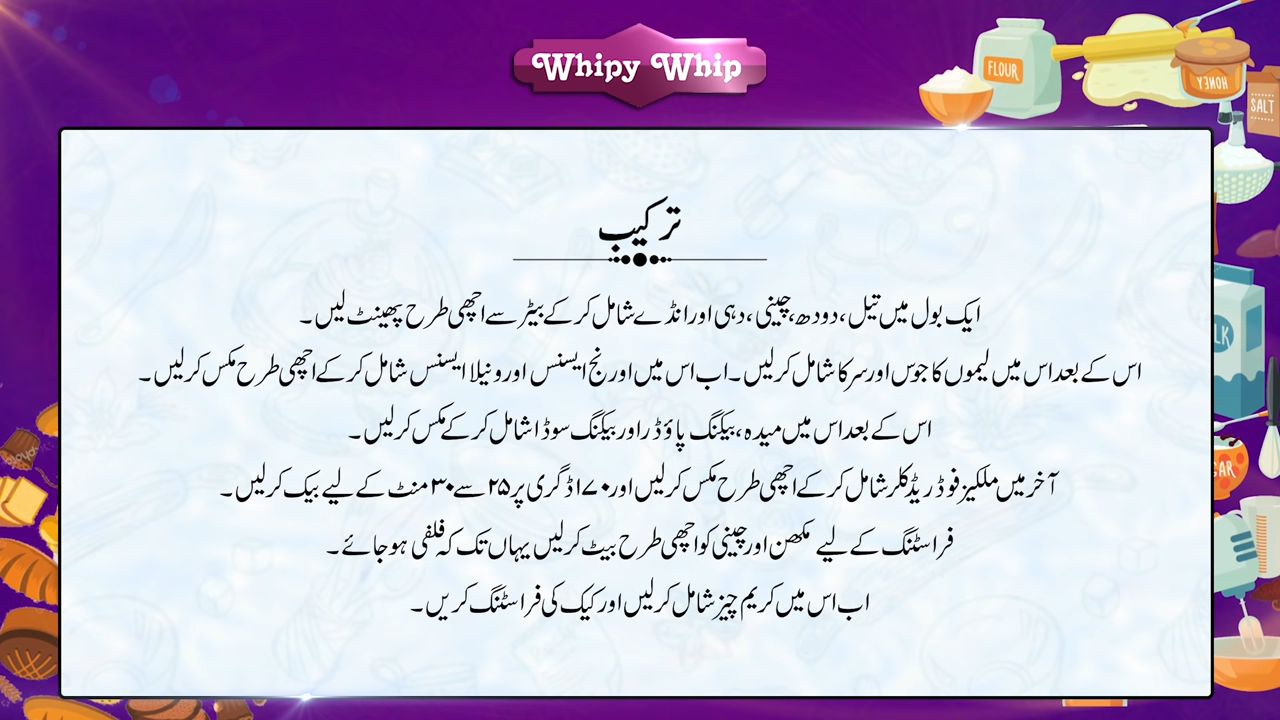 Whipy Whip
FLOUR
HONEY
SALT
ترکیب
ایک بول میں تیل، دودھ، چینی، دہی اور انڈے شامل کر کے بیٹر سے اچھی طرح پھینٹ لیں۔
اس کے بعد اس میں لیموں کا جوس اور سرکا شامل کر لیں۔ اب اس میں اورنج ایسنس اور ونیلا ایسنس شامل کر کے اچھی طرح مکس کر لیں۔
اس کے بعد اس میں میدہ، بیکنگ پاؤڈر اور بیکنگ سوڈا شامل کر کے مکس کر لیں۔
آخر میں ملکیز فوڈ ریڈ کلر شامل کر کے اچھی طرح مکس کر لیں اور ۱۷۰ ڈگری پر ۲۵ سے ۳۰ منٹ کے لیے بیک کر لیں۔
فراسٹنگ کے لیے مکھن اور چینی کو اچھی طرح بیٹ کر لیں یہاں تک کہ فلفی ہو جائے۔
اب اس میں کریم چیز شامل کر لیں اور کیک کی فراسٹنگ کریں۔